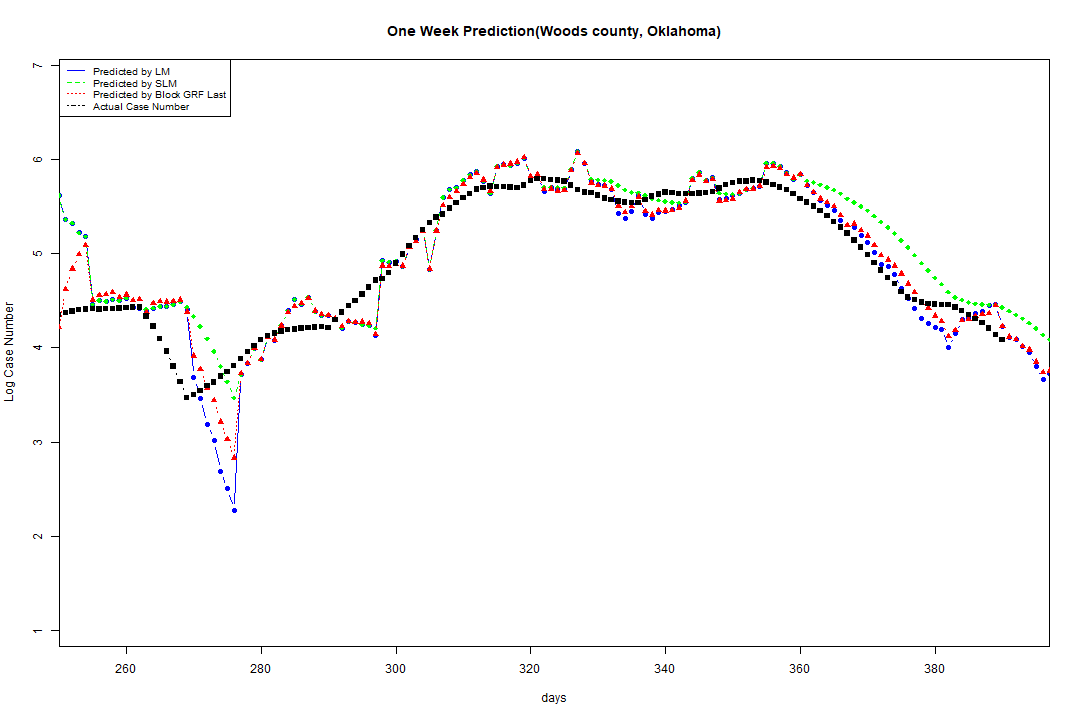 One Week Prediction(Woods county, Oklahoma)
Predicted by LM
Predicted by SLM
Predicted by Block GRF Last
Actual Case Number
7
6
5
4
3
2
1
Log Case Number
260 280 300 320 340 360 380
days